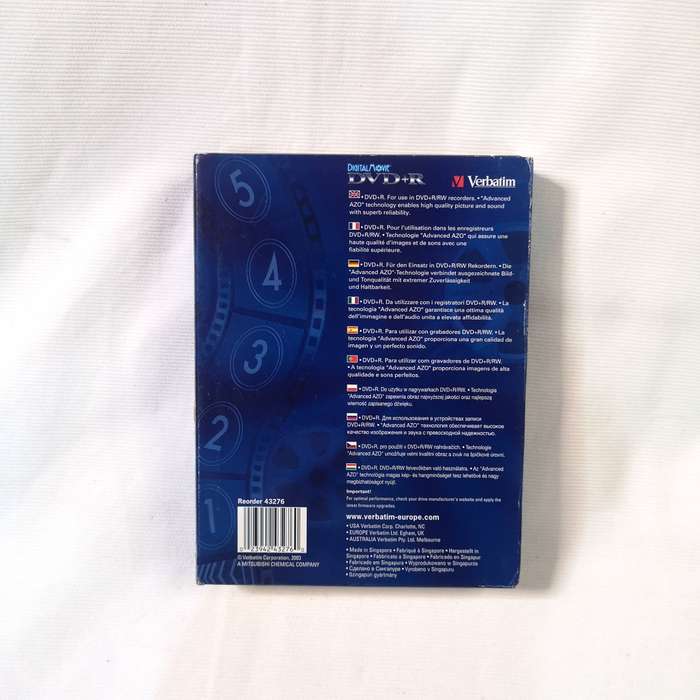 DIGITAL MOVIE
DVD+R
Verbatim
• DVD+R. For use in DVD+R/RW recorders. • "Advanced
AZO" technology enables high quality picture and sound
with superb reliability.
• DVD+R. Pour l'utilisation dans les enregistreurs
DVD+R/RW. • Technologie "Advanced AZO" qui assure une
haute qualité d'images et de sons avec une
fiabilité supérieure.
• DVD+R. Für den Einsatz in DVD+R/RW Rekordern. • Die
"Advanced AZO"-Technologie verbindet ausgezeichnete Bild-
und Tonqualität mit extremer Zuverlässigkeit
und Haltbarkeit.
• DVD+R. Da utilizzare con i registratori DVD+R/RW. • La
tecnologia "Advanced AZO" garantisce una ottima qualità
dell'immagine e dell'audio unita a elevata affidabilità.
• DVD+R. Para utilizar con grabadores DVD+R/RW. • La
tecnología "Advanced AZO" proporciona una gran calidad de
imagen y un perfecto sonido.
• DVD+R. Para utilizar com gravadores de DVD+R/RW.
• A tecnologia "Advanced AZO" proporciona imagens de alta
qualidade e sons perfeitos.
• DVD+R. Do użytku w nagrywarkach DVD+R/RW. • Technologia
"Advanced AZO" zapewnia obraz najwyższej jakości oraz najlepszą
wierność zapisanego dźwięku.
• DVD+R. Для использования в устройствах записи
DVD+R/RW. • "Advanced AZO" технология обеспечивает высокое
качество изображения и звука с превосходной надежностью.
• DVD+R. pro použití v DVD+R/RW nahrávačích. • Technologie
"Advanced AZO" umožňuje velmi kvalitní obraz a zvuk na špičkové úrovni.
• DVD+R. DVD+R/RW felvevőkben való használatra. • Az "Advanced
AZO" technológia magas kép- és hangminőséget tesz lehetővé és nagy
megbízhatóságot nyújt.
Important!
For optimal performance, check your drive manufacturer's website and apply the
latest firmware upgrades.
www.verbatim-europe.com
• USA Verbatim Corp. Charlotte, NC
• EUROPE Verbatim Ltd. Egham, UK
• AUSTRALIA Verbatim Pty. Ltd. Melbourne
• Made in Singapore • Fabriqué à Singapore • Hergestellt in
Singapore • Fabbricato a Singapore • Fabricado en Singapur •
Fabricado em Singapura • Wyprodukowano w Singapurze
• Сделано в Сингапуре • Vyrobeno v Singapuru
• Szingapúri gyártmány
5
4
3
2
1
Reorder 43276
0 23942 43276 8
© Verbatim Corporation, 2003
A MITSUBISHI CHEMICAL COMPANY